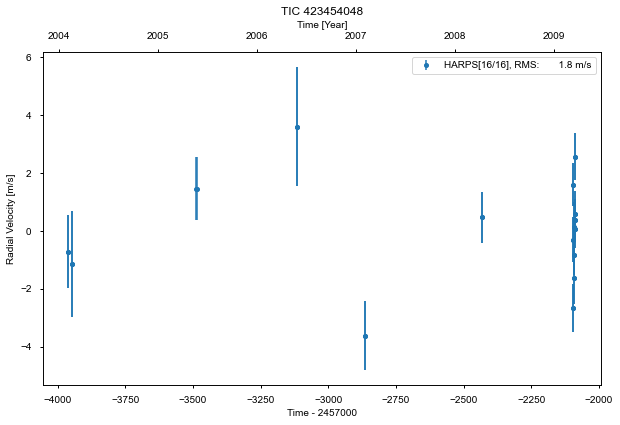 TIC 423454048
Time [Year]
2004 2005 2006 2007 2008 2009
HARPS[16/16], RMS: 1.8 m/s
6
4
2
0
−2
−4
Radial Velocity [m/s]
−4000 −3750 −3500 −3250 −3000 −2750 −2500 −2250 −2000
Time - 2457000